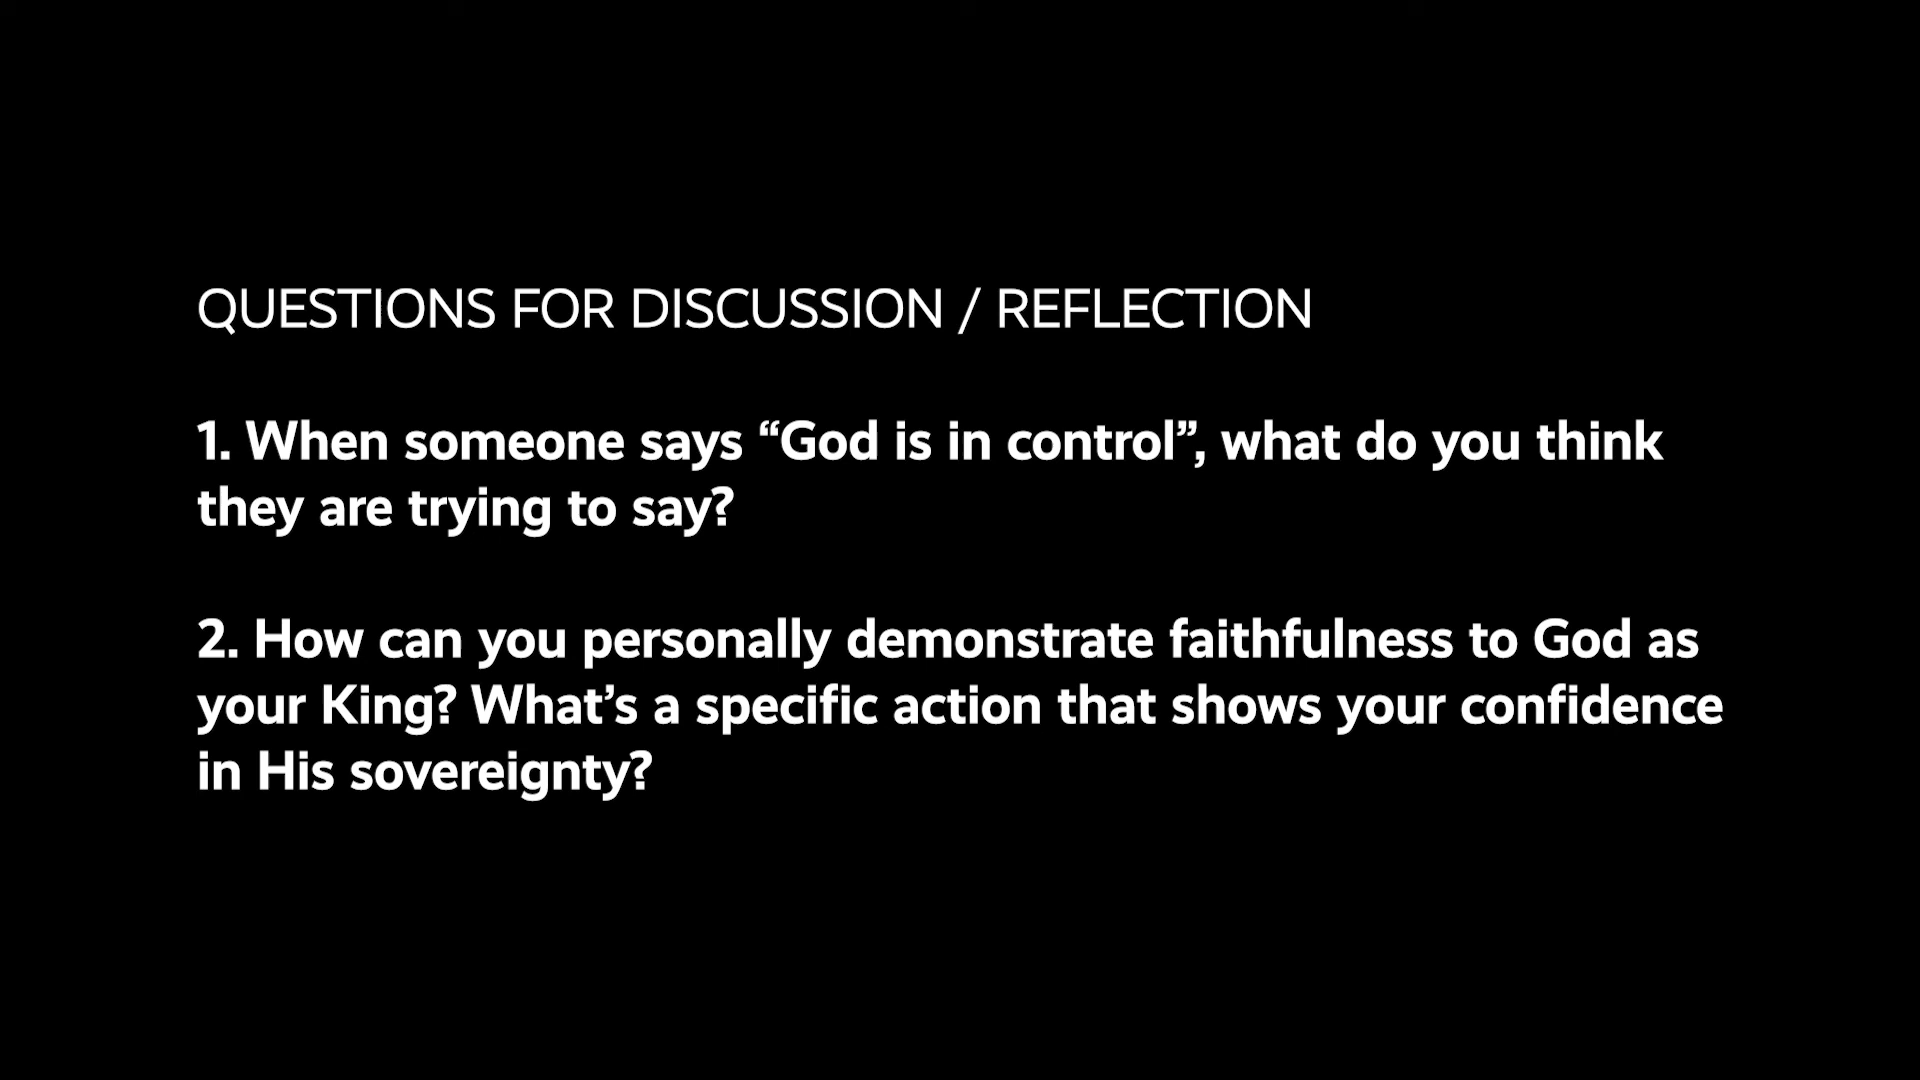 QUESTIONS FOR DISCUSSION / REFLECTION
1. When someone says “God is in control”, what do you think
they are trying to say?
2. How can you personally demonstrate faithfulness to God as
your King? What’s a specific action that shows your confidence
in His sovereignty?